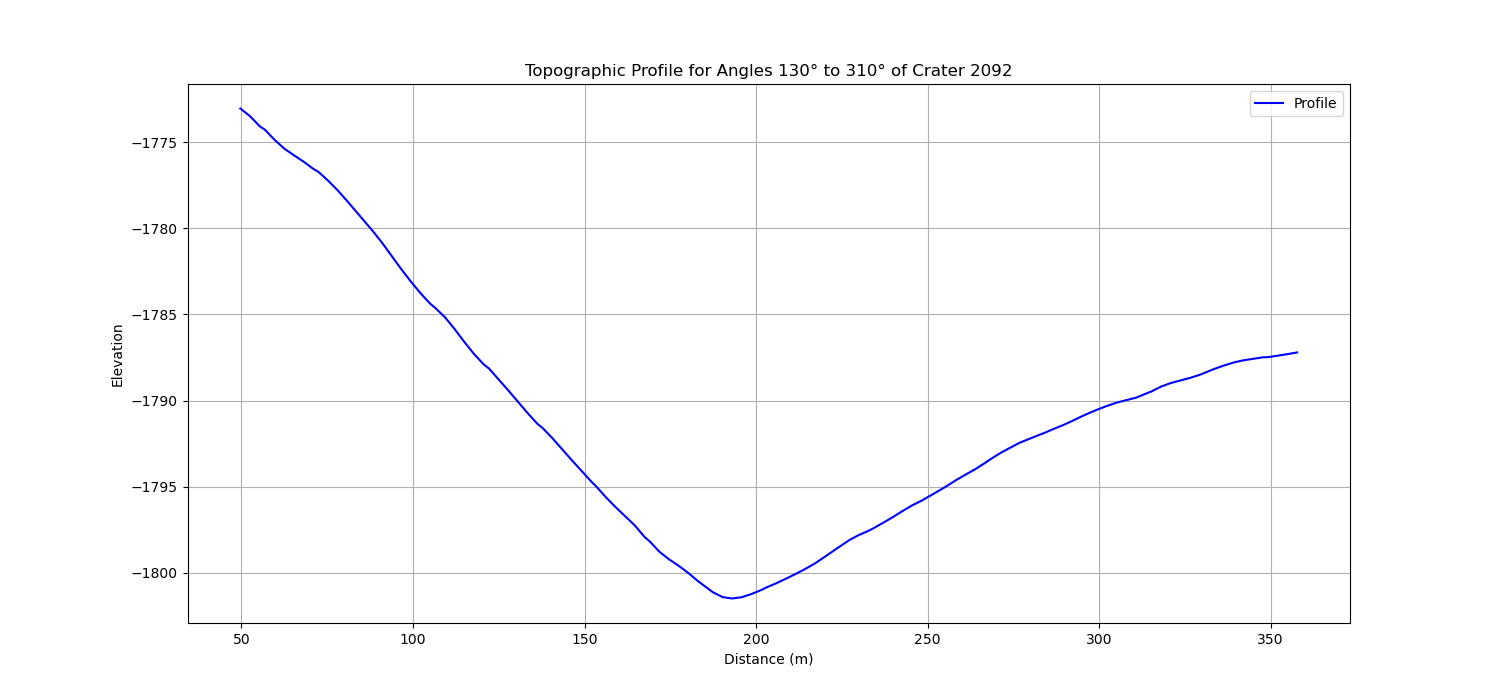 Topographic Profile for Angles 130° to 310° of Crater 2092
Profile
−1775
−1780
−1785
−1790
−1795
−1800
Elevation
50 100 150 200 250 300 350
Distance (m)